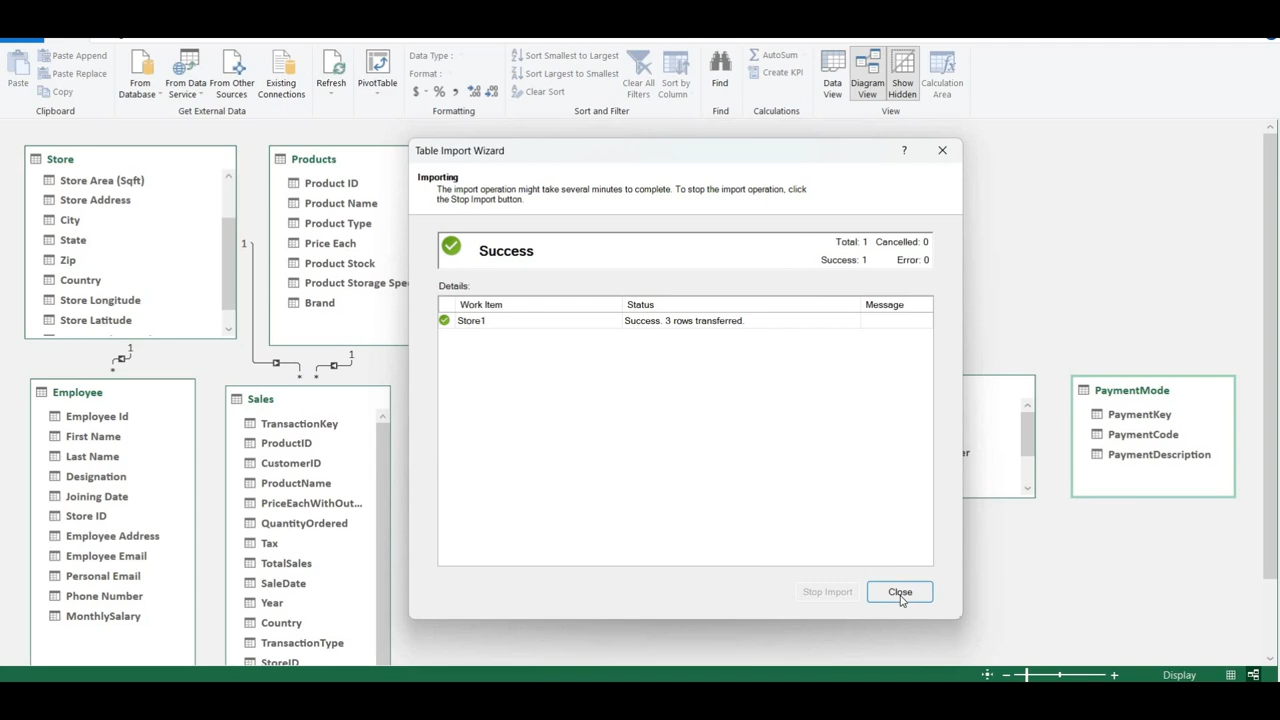 Paste
Paste Append
Paste Replace
Copy
Clipboard
From
Database
From Data
Service
From Other
Sources
Existing
Connections
Get External Data
Refresh
PivotTable
Data Type :
Format :
$ % ,
Formatting
Sort Smallest to Largest
Sort Largest to Smallest
Clear Sort
Clear All
Filters
Sort by
Column
Sort and Filter
Find
Find
AutoSum
Create KPI
Calculations
Data
View
Diagram
View
Show
Hidden
Calculation
Area
View
Store
Store Area (Sqft)
Store Address
City
State
Zip
Country
Store Longitude
Store Latitude
1
1
*
Products
Product ID
Product Name
Product Type
Price Each
Product Stock
Product Storage Spe
Brand
1
*
*
Employee
Employee Id
First Name
Last Name
Designation
Joining Date
Store ID
Employee Address
Employee Email
Personal Email
Phone Number
MonthlySalary
Sales
TransactionKey
ProductID
CustomerID
ProductName
PriceEachWithOut...
QuantityOrdered
Tax
TotalSales
SaleDate
Year
Country
TransactionType
StoreID
Table Import Wizard
?
Importing
The import operation might take several minutes to complete. To stop the import operation, click
the Stop Import button.
Success
Total: 1 Cancelled: 0
Success: 1 Error: 0
Details:
Work Item Status Message
Store1 Success. 3 rows transferred.
Stop Import
Close
er
PaymentMode
PaymentKey
PaymentCode
PaymentDescription
Display